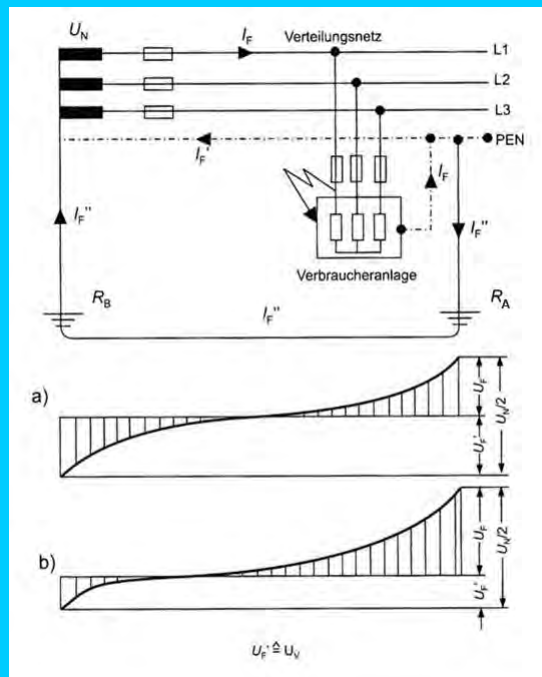 U_N
I_F
Verteilungsnetz
L1
L2
L3
PEN
I_F'
I_F
I_F''
I_F''
Verbraucheranlage
R_B
R_A
I_F''
a)
U_F
U_F'
U_N/2
b)
U_F
U_F'
U_N/2
U_F' ≙ U_V